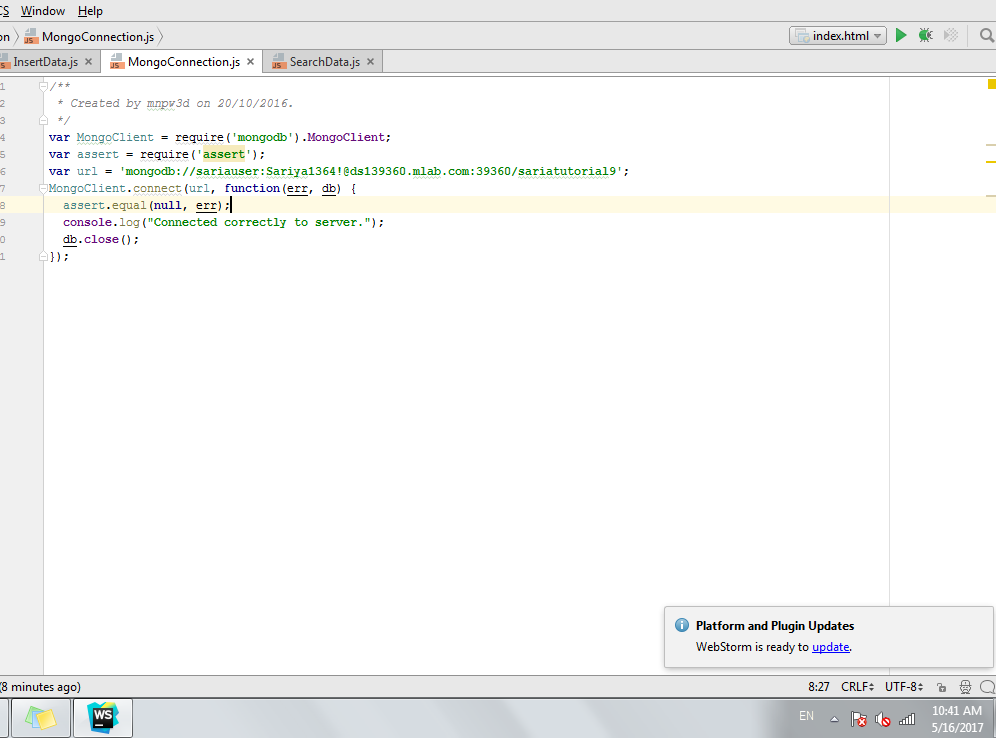 CS Window Help
on MongoConnection.js index.html
InsertData.js MongoConnection.js SearchData.js
1 /**
2 * Created by mnpw3d on 20/10/2016.
3 */
4 var MongoClient = require('mongodb').MongoClient;
5 var assert = require('assert');
6 var url = 'mongodb://sariauser:Sariya1364!@ds139360.mlab.com:39360/sariatutorial9';
7 MongoClient.connect(url, function(err, db) {
8 assert.equal(null, err);
9 console.log("Connected correctly to server.");
0 db.close();
1 });
Platform and Plugin Updates
WebStorm is ready to update.
(8 minutes ago) 8:27 CRLF UTF-8
WS EN 10:41 AM
5/16/2017